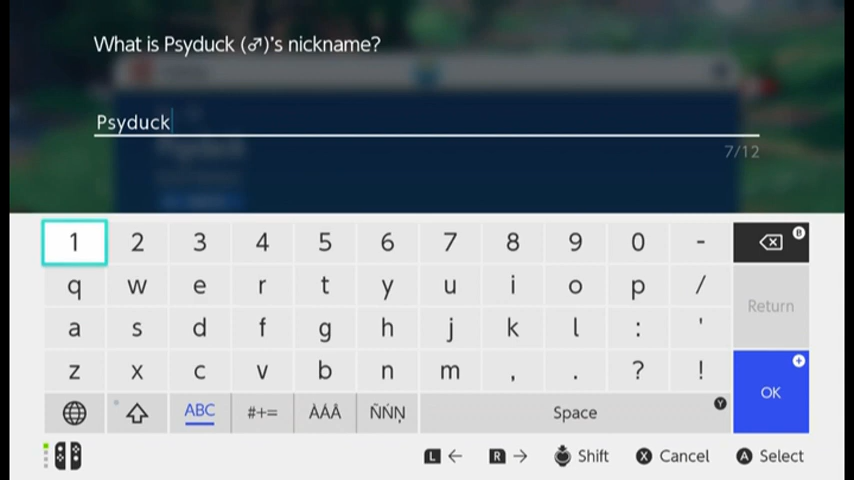 What is Psyduck (♂)'s nickname?
Psyduck
7/12
1 2 3 4 5 6 7 8 9 0 -
q w e r t y u i o p /
Return
a s d f g h j k l : '
z x c v b n m , . ? !
OK
ABC #+= ÀÁÂ ÑŃŅ Space Y
L ← R → Shift X Cancel A Select